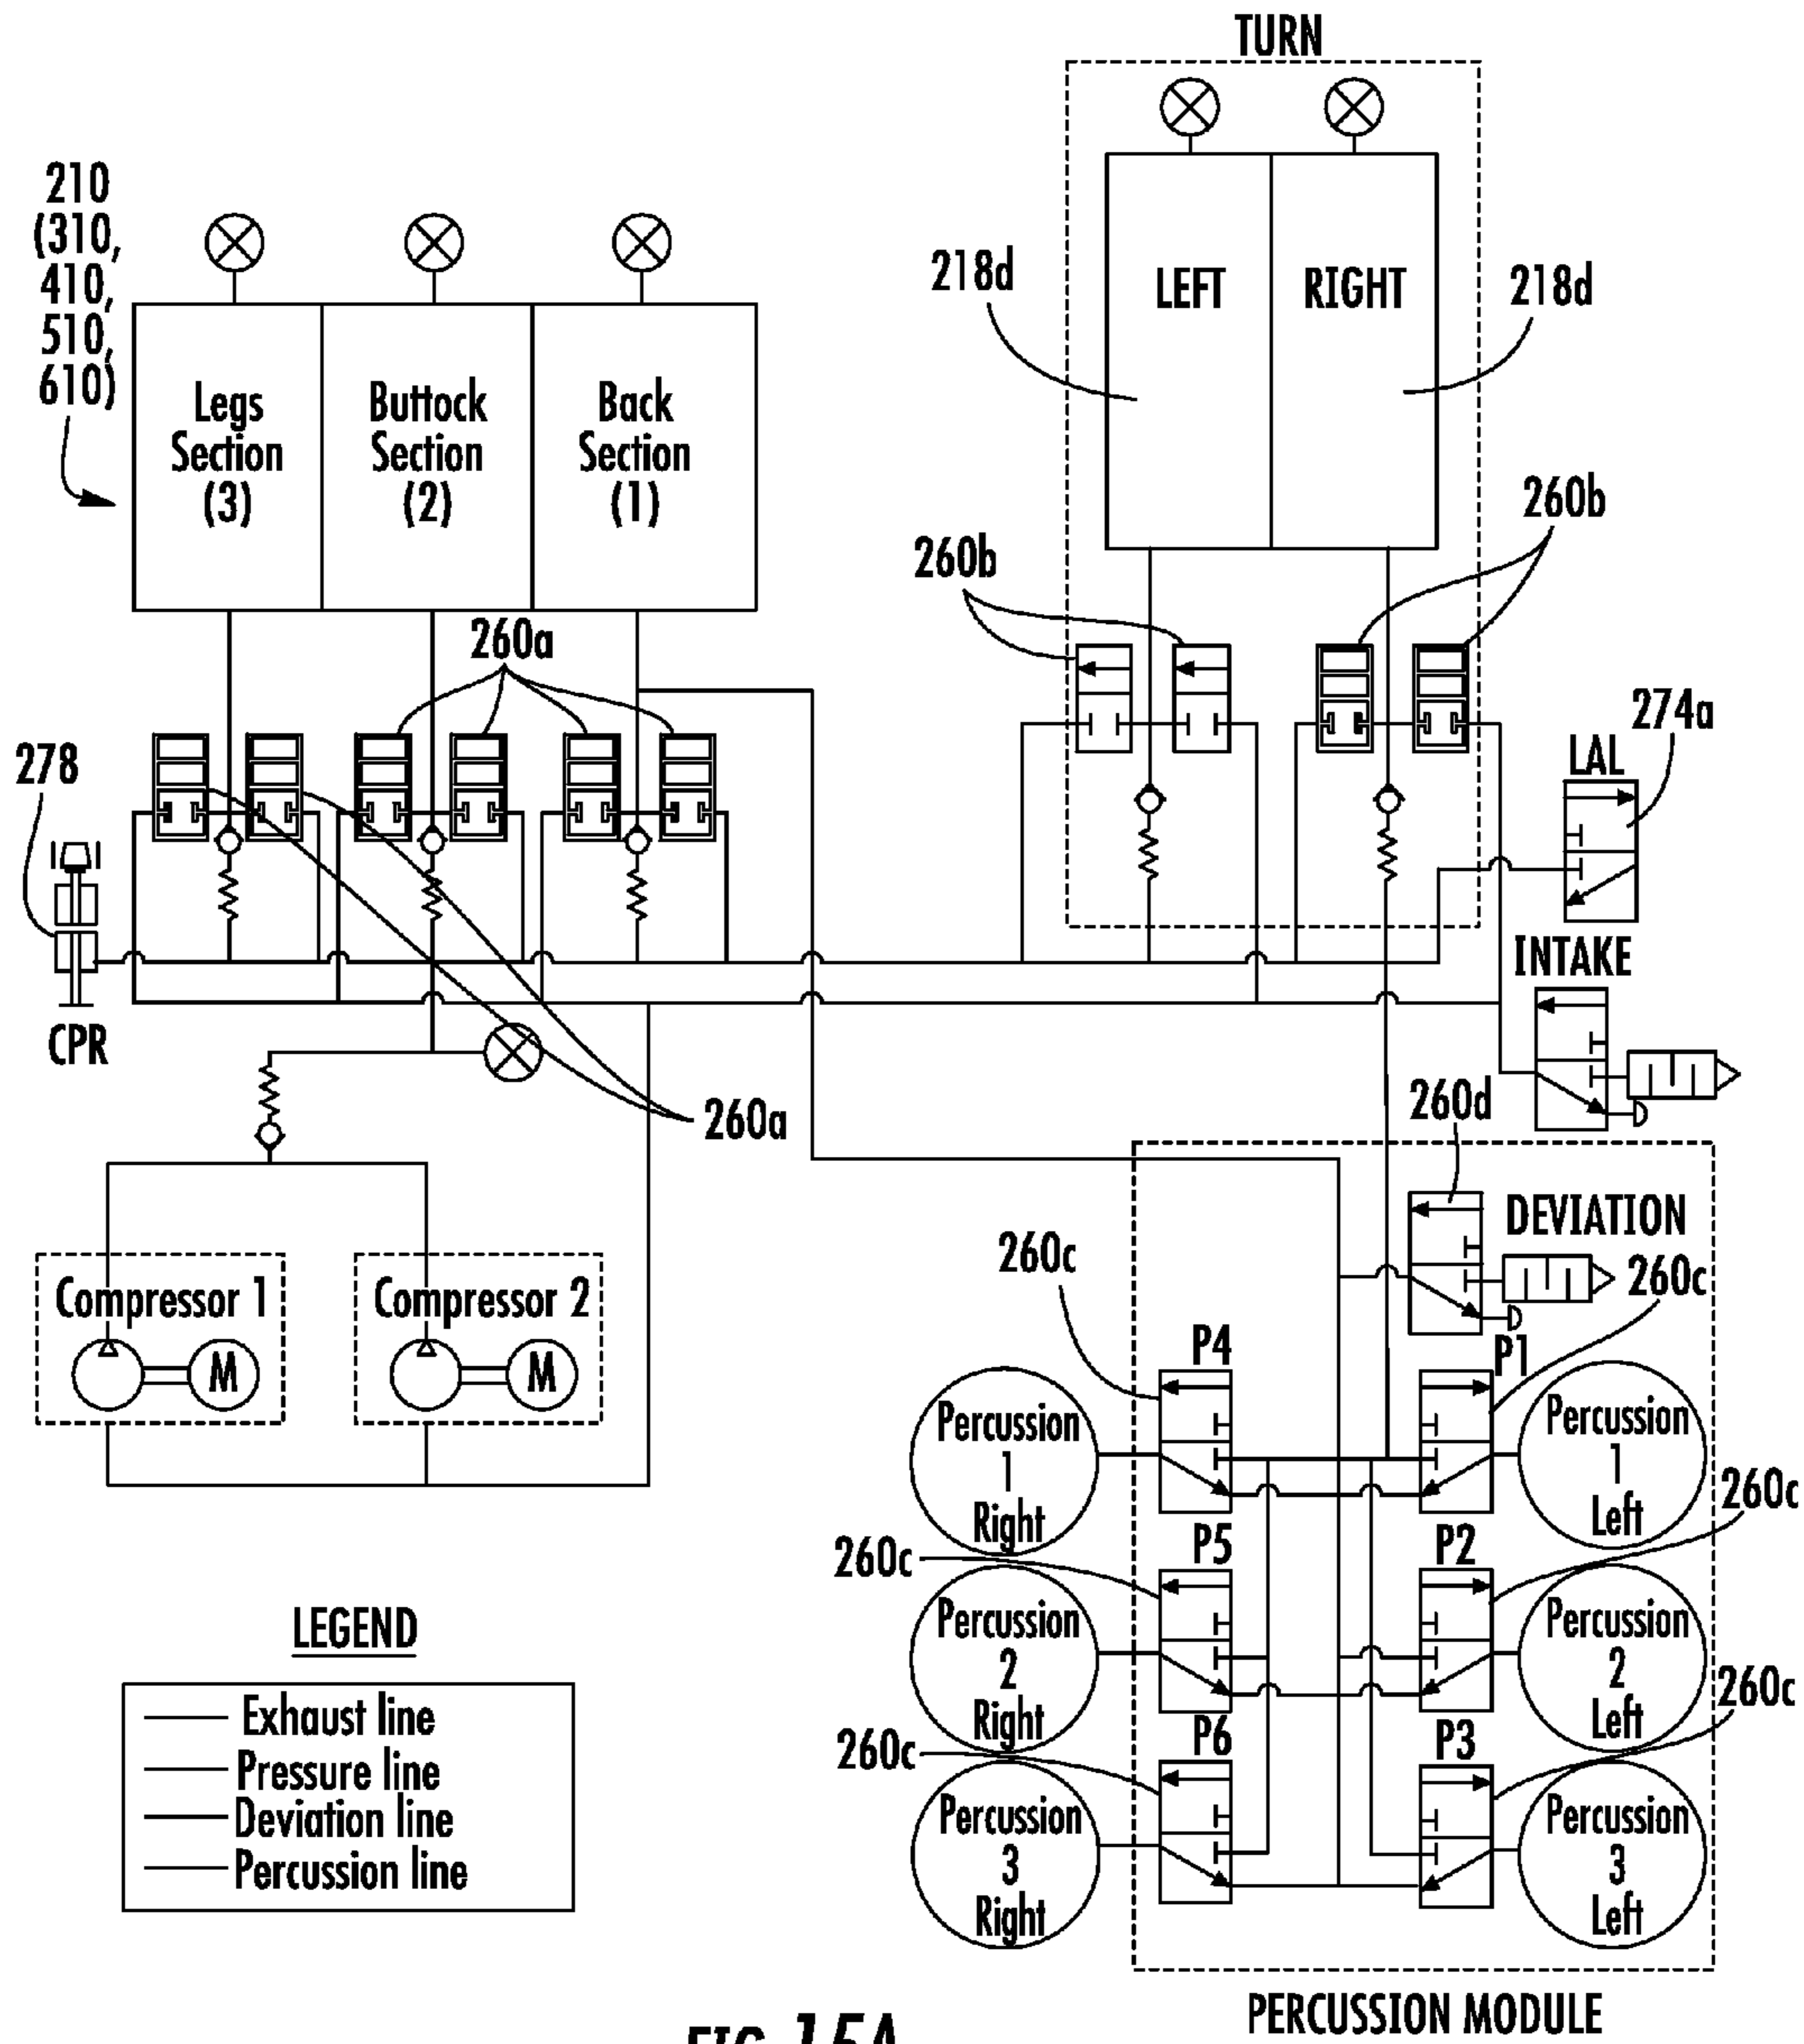 TURN
210
(310,
410,
510,
610)
218d
LEFT
RIGHT
218d
Legs
Section
(3)
Buttock
Section
(2)
Back
Section
(1)
260b
260b
260a
274a
LAL
278
INTAKE
CPR
260a
260d
DEVIATION
260c
260c
Compressor 1
M
Compressor 2
M
P4
P1
Percussion
1
Right
Percussion
1
Left
260c
260c
P5
P2
Percussion
2
Right
Percussion
2
Left
260c
260c
P6
P3
Percussion
3
Right
Percussion
3
Left
LEGEND
Exhaust line
Pressure line
Deviation line
Percussion line
PERCUSSION MODULE
FIG. 15A